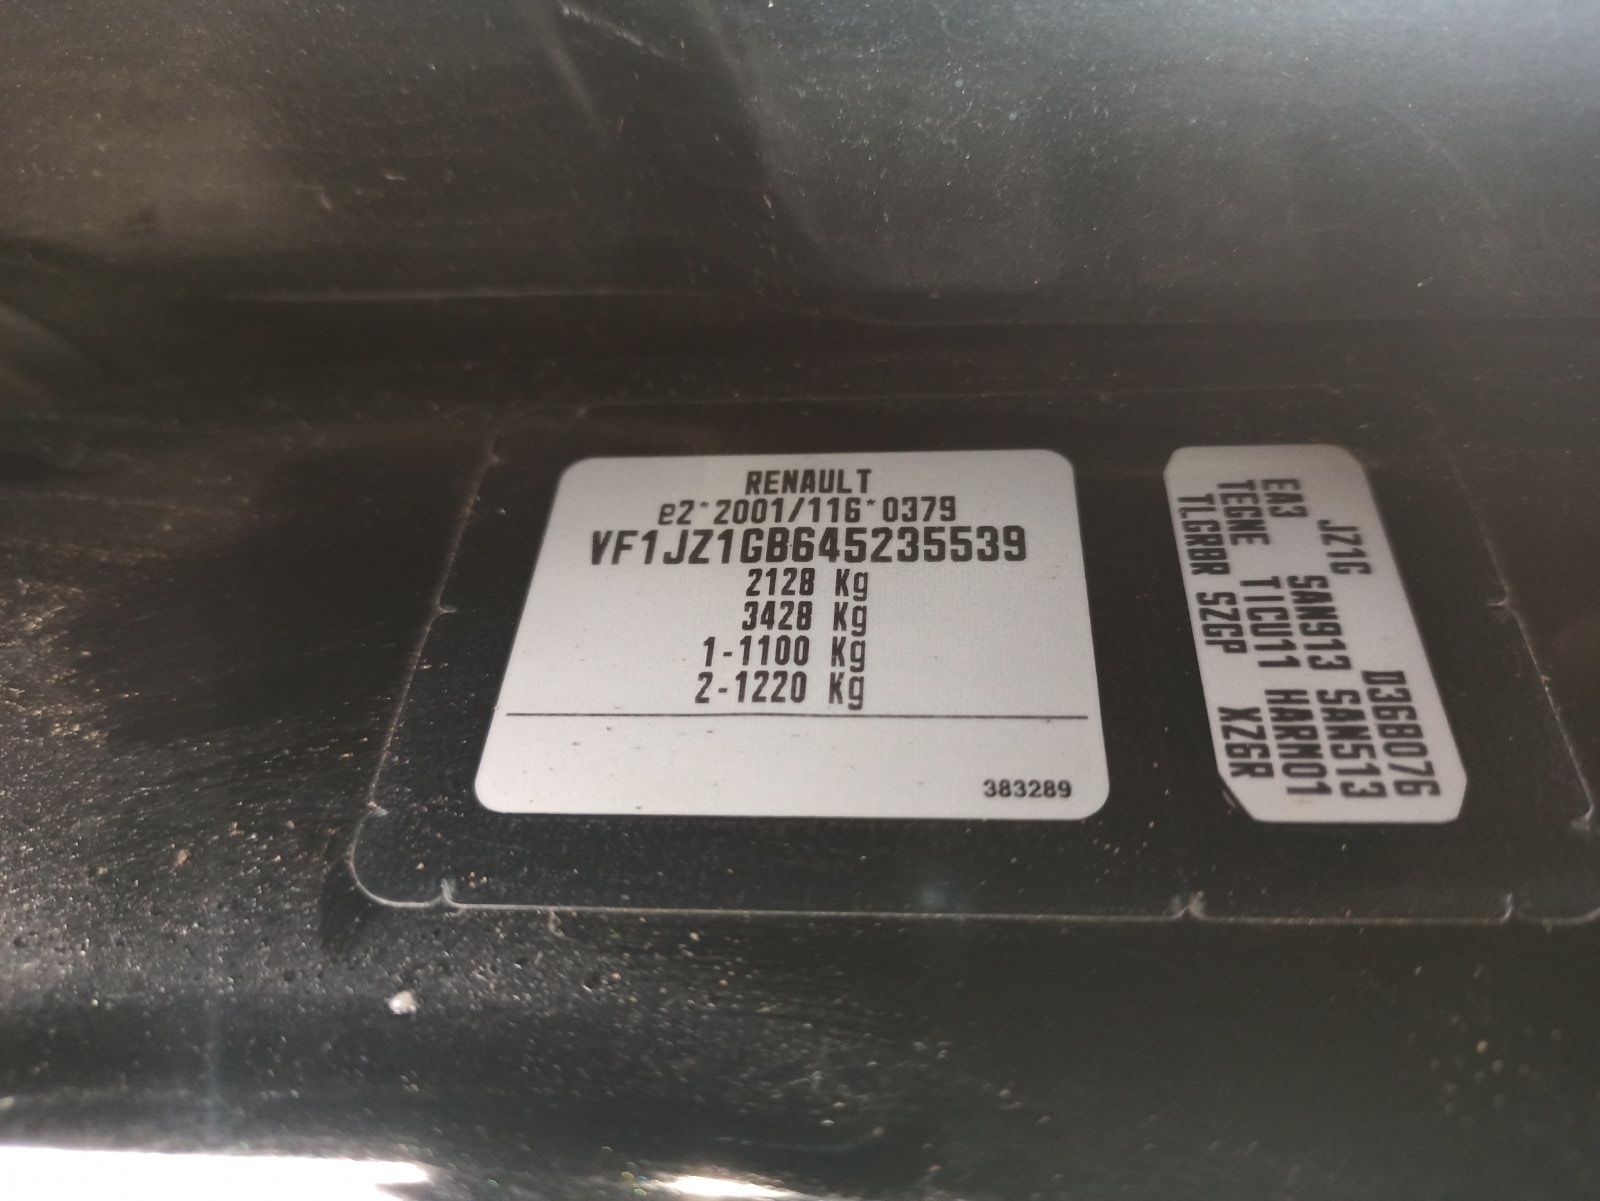 RENAULT
e2*2001/116*0379
VF1JZ1GB645235539
2128 Kg
3428 Kg
1-1100 Kg
2-1220 Kg
383289
JZ1G D368076
EA3 SAN913 SAN513
TEGNE TICU11 HARM01
TLGRBR SZGP XZ6R